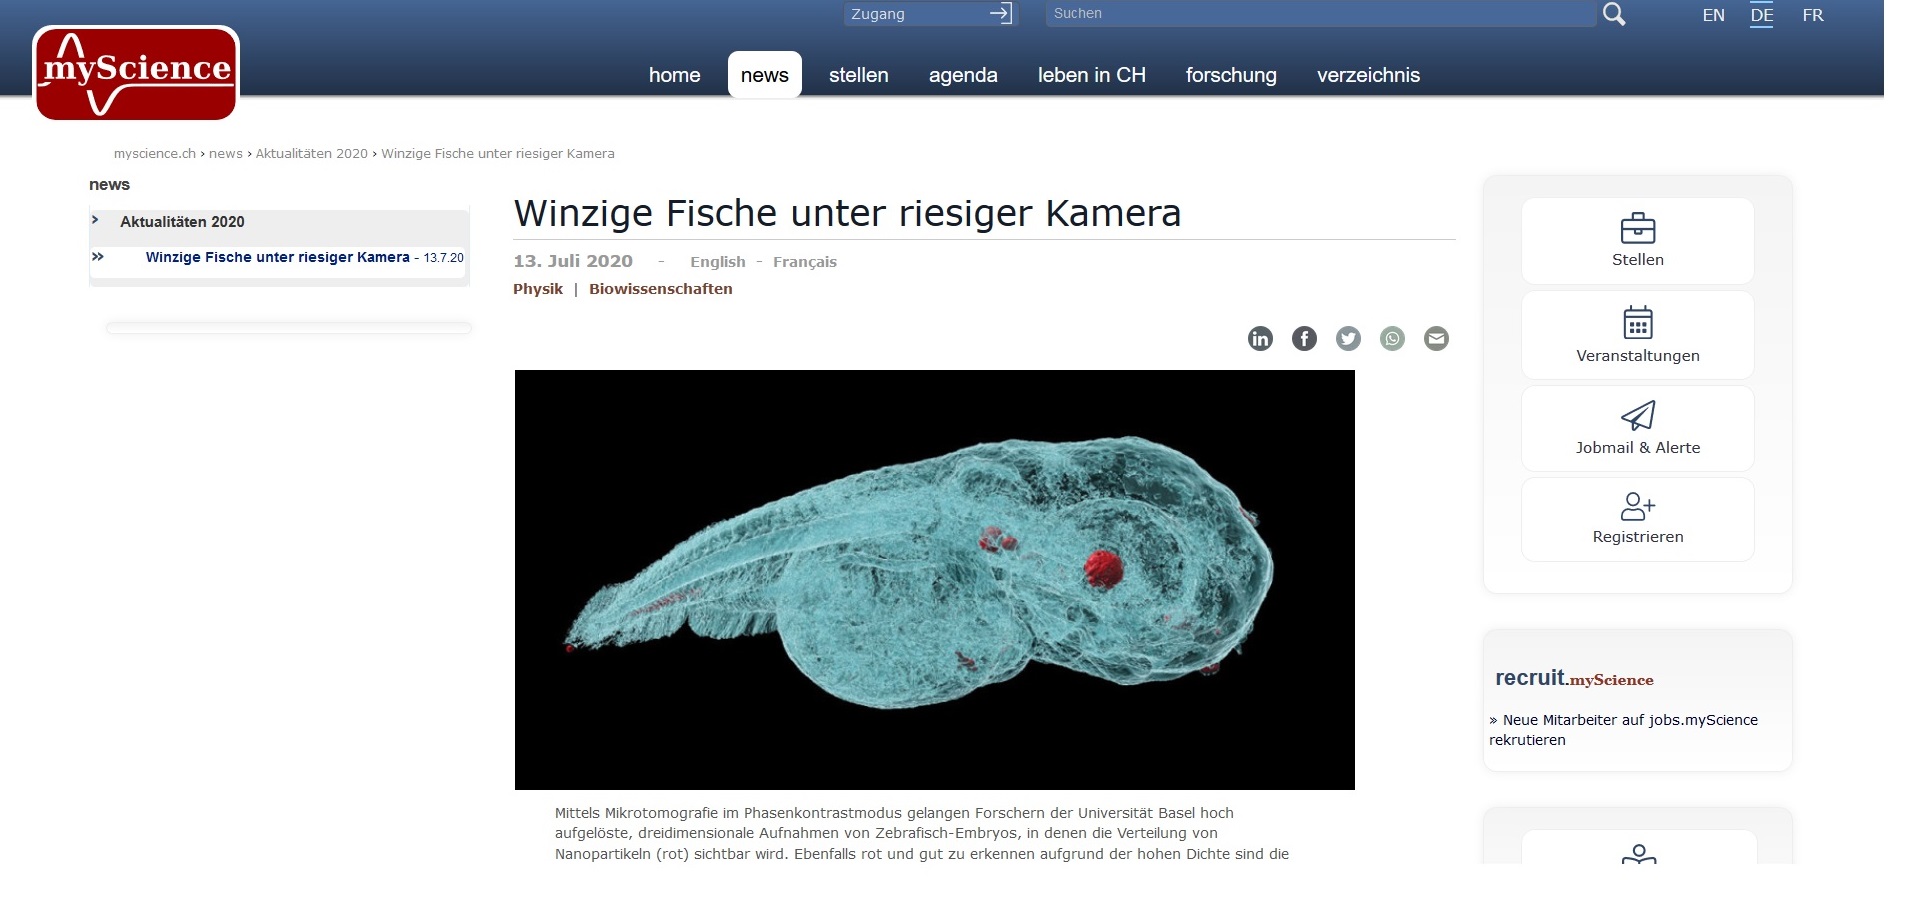 Zugang
Suchen
EN DE FR
myScience
home news stellen agenda leben in CH forschung verzeichnis
myscience.ch › news › Aktualitäten 2020 › Winzige Fische unter riesiger Kamera
news
› Aktualitäten 2020
» Winzige Fische unter riesiger Kamera - 13.7.20
Winzige Fische unter riesiger Kamera
13. Juli 2020 - English - Français
Physik | Biowissenschaften
Mittels Mikrotomografie im Phasenkontrastmodus gelangen Forschern der Universität Basel hoch
aufgelöste, dreidimensionale Aufnahmen von Zebrafisch-Embryos, in denen die Verteilung von
Nanopartikeln (rot) sichtbar wird. Ebenfalls rot und gut zu erkennen aufgrund der hohen Dichte sind die
Stellen
Veranstaltungen
Jobmail & Alerte
Registrieren
recruit.myScience
» Neue Mitarbeiter auf jobs.myScience
rekrutieren